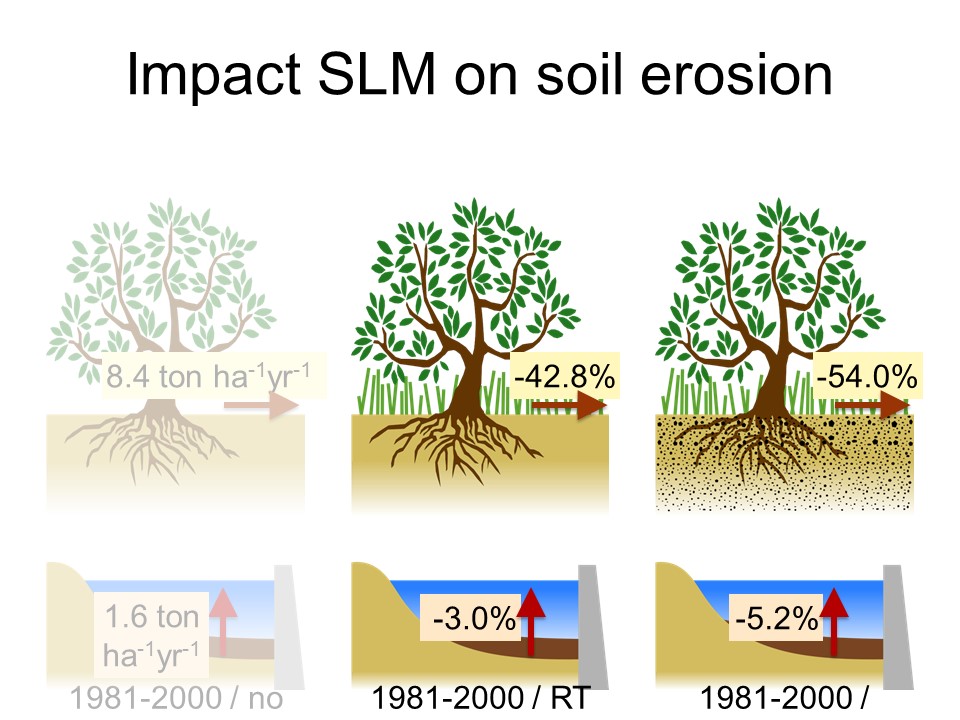 Impact SLM on soil erosion
8.4 ton ha⁻¹yr⁻¹
-42.8%
-54.0%
1.6 ton
ha⁻¹yr⁻¹
-3.0%
-5.2%
1981-2000 / no
1981-2000 / RT
1981-2000 /